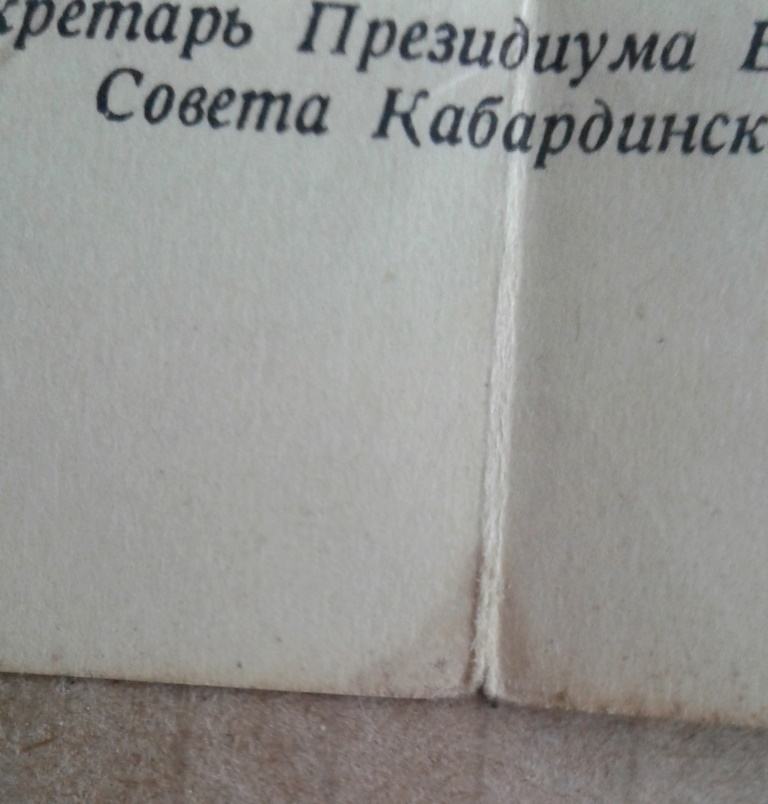 кретарь Президиума В
Совета Кабардинск